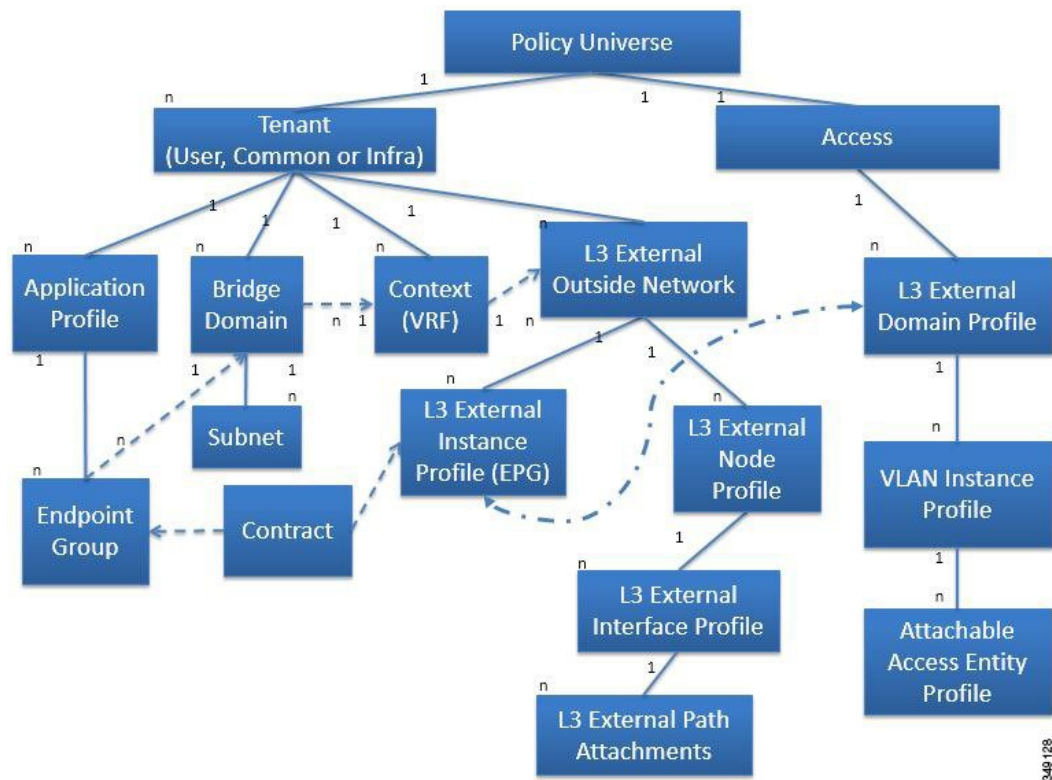 Policy Universe
1
n
1
1
Tenant
(User, Common or Infra)
Access
1
1
1
1
1
n
n
n
n
n
Application
Profile
Bridge
Domain
Context
(VRF)
L3 External
Outside Network
L3 External
Domain Profile
n
1
1
n
1
1
1
1
1
1
n
n
n
n
n
Subnet
L3 External
Instance
Profile (EPG)
L3 External
Node
Profile
VLAN Instance
Profile
n
Endpoint
Group
Contract
1
n
1
n
L3 External
Interface Profile
Attachable
Access Entity
Profile
1
n
L3 External Path
Attachments
349128